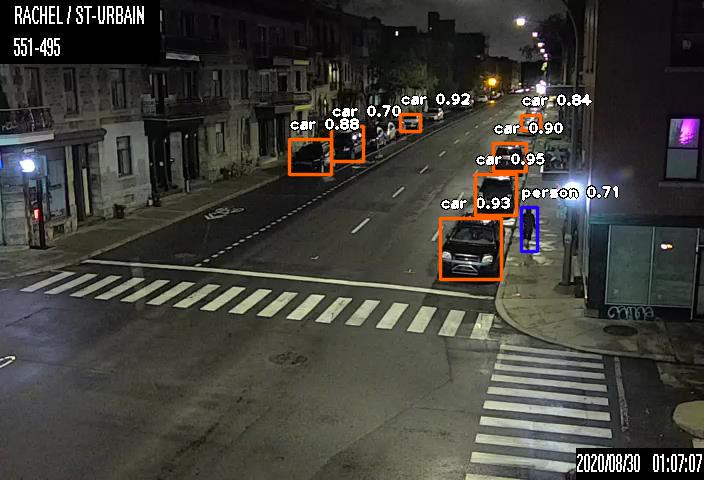 RACHEL / ST-URBAIN
551-495
car 0.92
car 0.84
car 0.70
car 0.88
car 0.90
car 0.95
person 0.71
car 0.93
2020/08/30 01:07:07